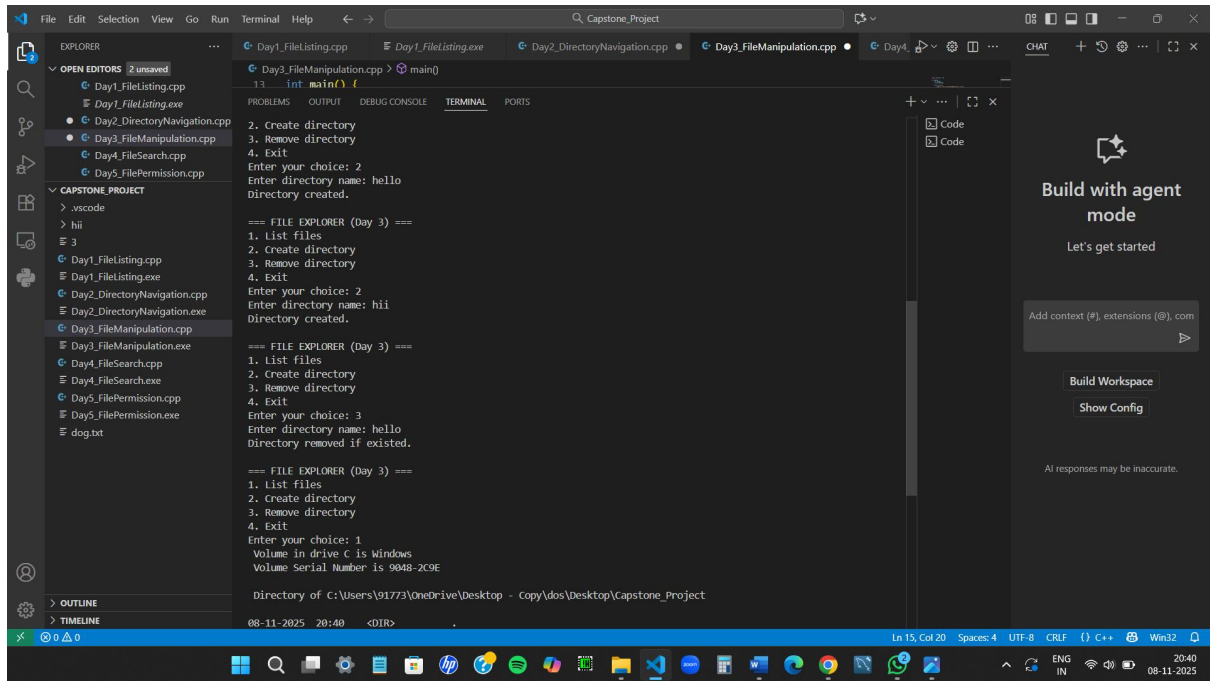 File Edit Selection View Go Run Terminal Help
Capstone_Project
EXPLORER
OPEN EDITORS 2 unsaved
Day1_FileListing.cpp
Day1_FileListing.exe
Day2_DirectoryNavigation.cpp
Day3_FileManipulation.cpp
Day4_FileSearch.cpp
Day5_FilePermission.cpp
CAPSTONE_PROJECT
.vscode
hii
3
Day1_FileListing.cpp
Day1_FileListing.exe
Day2_DirectoryNavigation.cpp
Day2_DirectoryNavigation.exe
Day3_FileManipulation.cpp
Day3_FileManipulation.exe
Day4_FileSearch.cpp
Day4_FileSearch.exe
Day5_FilePermission.cpp
Day5_FilePermission.exe
dog.txt
OUTLINE
TIMELINE
Day1_FileListing.cpp Day1_FileListing.exe Day2_DirectoryNavigation.cpp Day3_FileManipulation.cpp Day4_
Day3_FileManipulation.cpp > main()
13 int main() {
PROBLEMS OUTPUT DEBUG CONSOLE TERMINAL PORTS
2. Create directory
3. Remove directory
4. Exit
Enter your choice: 2
Enter directory name: hello
Directory created.
=== FILE EXPLORER (Day 3) ===
1. List files
2. Create directory
3. Remove directory
4. Exit
Enter your choice: 2
Enter directory name: hii
Directory created.
=== FILE EXPLORER (Day 3) ===
1. List files
2. Create directory
3. Remove directory
4. Exit
Enter your choice: 3
Enter directory name: hello
Directory removed if existed.
=== FILE EXPLORER (Day 3) ===
1. List files
2. Create directory
3. Remove directory
4. Exit
Enter your choice: 1
Volume in drive C is Windows
Volume Serial Number is 9048-2C9E
Directory of C:\Users\91773\OneDrive\Desktop - Copy\dos\Desktop\Capstone_Project
08-11-2025 20:40 <DIR> .
Code
Code
CHAT
Build with agent
mode
Let's get started
Add context (#), extensions (@), com
Build Workspace
Show Config
AI responses may be inaccurate.
0 0
Ln 15, Col 20 Spaces: 4 UTF-8 CRLF {} C++ Win32
2
zoom
2
ENG
IN
20:40
08-11-2025